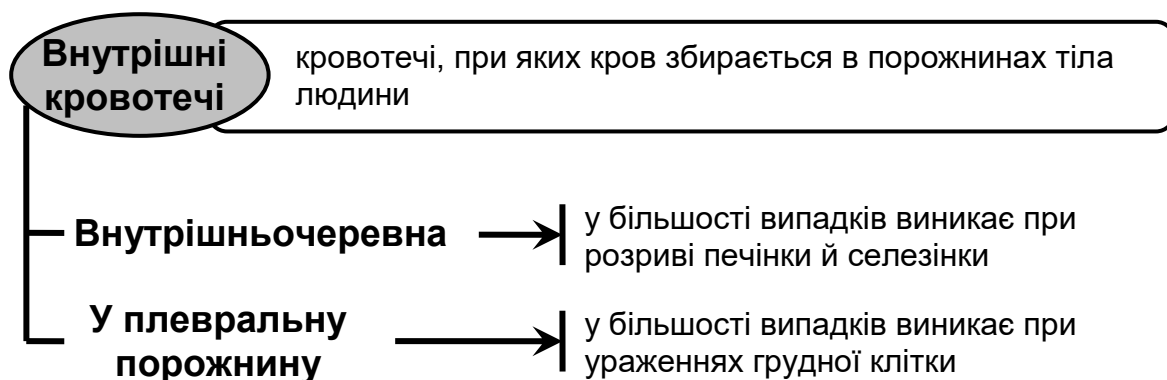 Внутрішні
кровотечі
кровотечі, при яких кров збирається в порожнинах тіла
людини
Внутрішньочеревна
у більшості випадків виникає при
розриві печінки й селезінки
У плевральну
порожнину
у більшості випадків виникає при
ураженнях грудної клітки